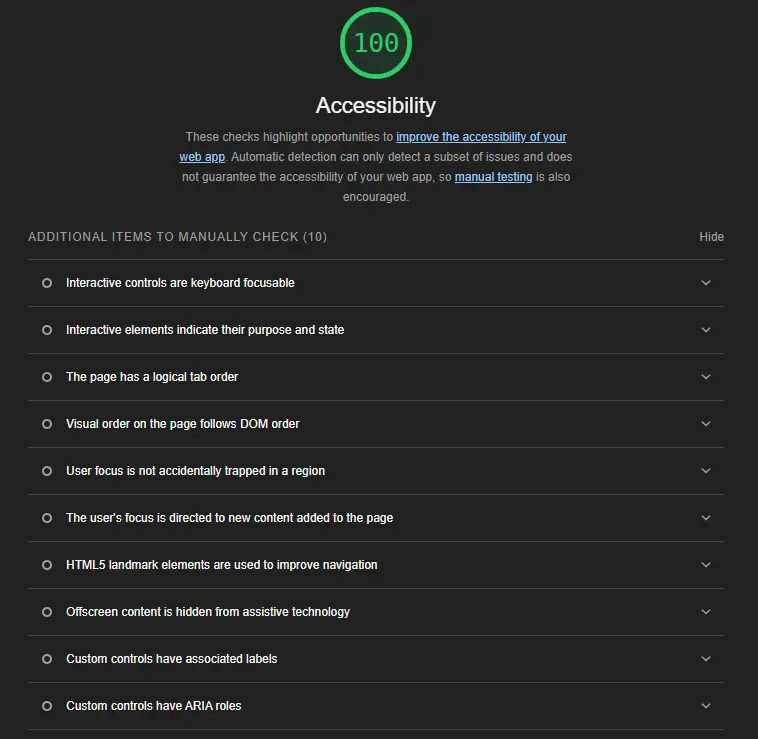 100
Accessibility
These checks highlight opportunities to improve the accessibility of your
web app. Automatic detection can only detect a subset of issues and does
not guarantee the accessibility of your web app, so manual testing is also
encouraged.
ADDITIONAL ITEMS TO MANUALLY CHECK (10) Hide
Interactive controls are keyboard focusable
Interactive elements indicate their purpose and state
The page has a logical tab order
Visual order on the page follows DOM order
User focus is not accidentally trapped in a region
The user's focus is directed to new content added to the page
HTML5 landmark elements are used to improve navigation
Offscreen content is hidden from assistive technology
Custom controls have associated labels
Custom controls have ARIA roles